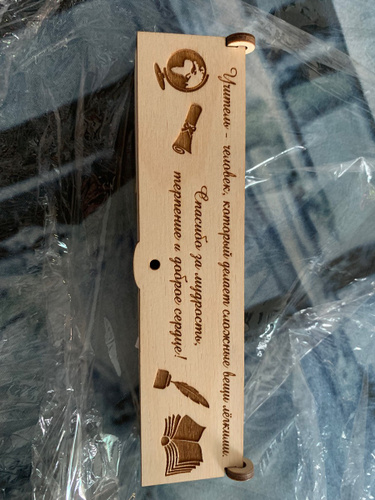 Учитель - человек, который делает сложные вещи лёгкими.
Спасибо за мудрость,
терпение и доброе сердце!